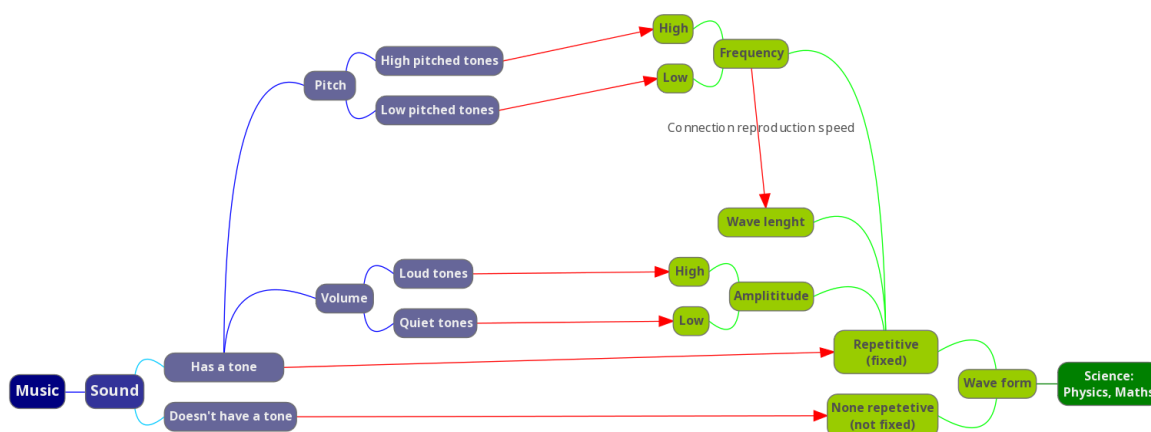 High
Frequency
High pitched tones
Pitch
Low
Low pitched tones
Connection reproduction speed
Wave lenght
High
Loud tones
Amplititude
Volume
Low
Quiet tones
Repetitive
(fixed)
Has a tone
Music
Sound
Wave form
Science:
Physics, Maths
Doesn't have a tone
None repetetive
(not fixed)